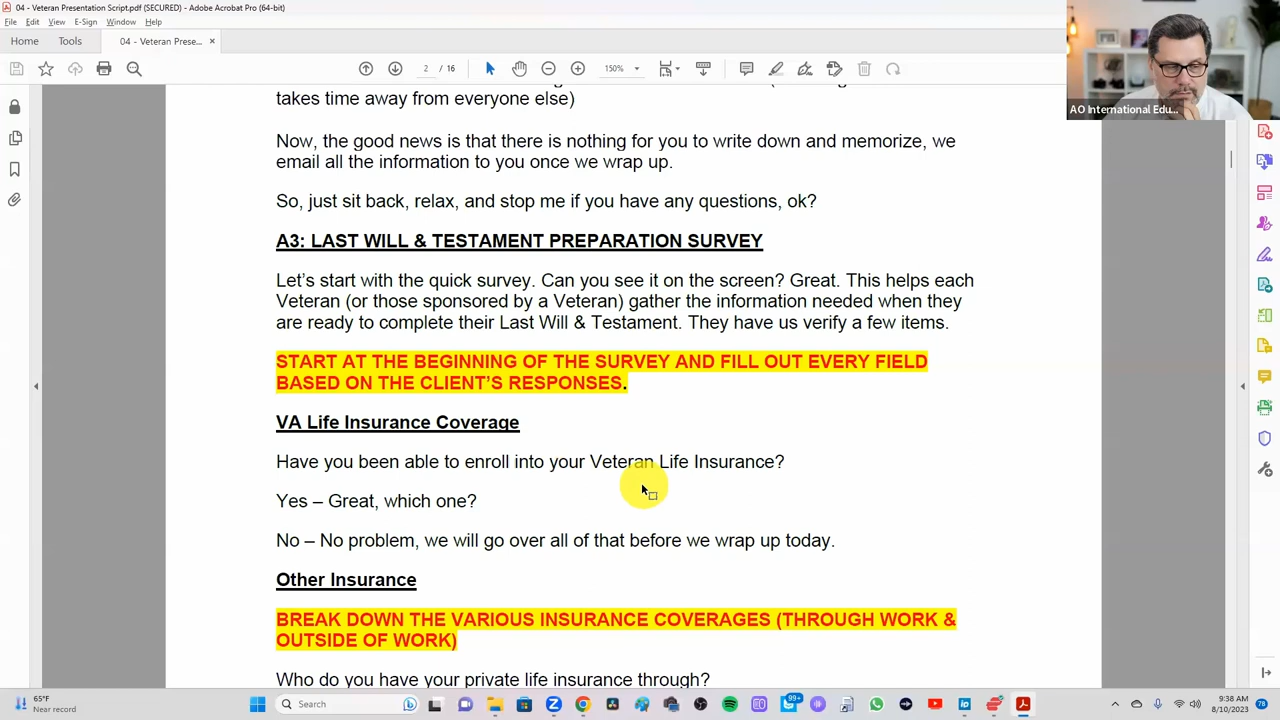 04 - Veteran Presentation Script.pdf (SECURED) - Adobe Acrobat Pro (64-bit)
File Edit View E-Sign Window Help
Home Tools 04 - Veteran Prese... ×
2 / 16 150%
AO International Edu...
takes time away from everyone else)
Now, the good news is that there is nothing for you to write down and memorize, we
email all the information to you once we wrap up.
So, just sit back, relax, and stop me if you have any questions, ok?
A3: LAST WILL & TESTAMENT PREPARATION SURVEY
Let's start with the quick survey. Can you see it on the screen? Great. This helps each
Veteran (or those sponsored by a Veteran) gather the information needed when they
are ready to complete their Last Will & Testament. They have us verify a few items.
START AT THE BEGINNING OF THE SURVEY AND FILL OUT EVERY FIELD
BASED ON THE CLIENT'S RESPONSES.
VA Life Insurance Coverage
Have you been able to enroll into your Veteran Life Insurance?
Yes – Great, which one?
No – No problem, we will go over all of that before we wrap up today.
Other Insurance
BREAK DOWN THE VARIOUS INSURANCE COVERAGES (THROUGH WORK &
OUTSIDE OF WORK)
Who do you have your private life insurance through?
65°F
Near record
Search
99+
9:38 AM
8/10/2023
78